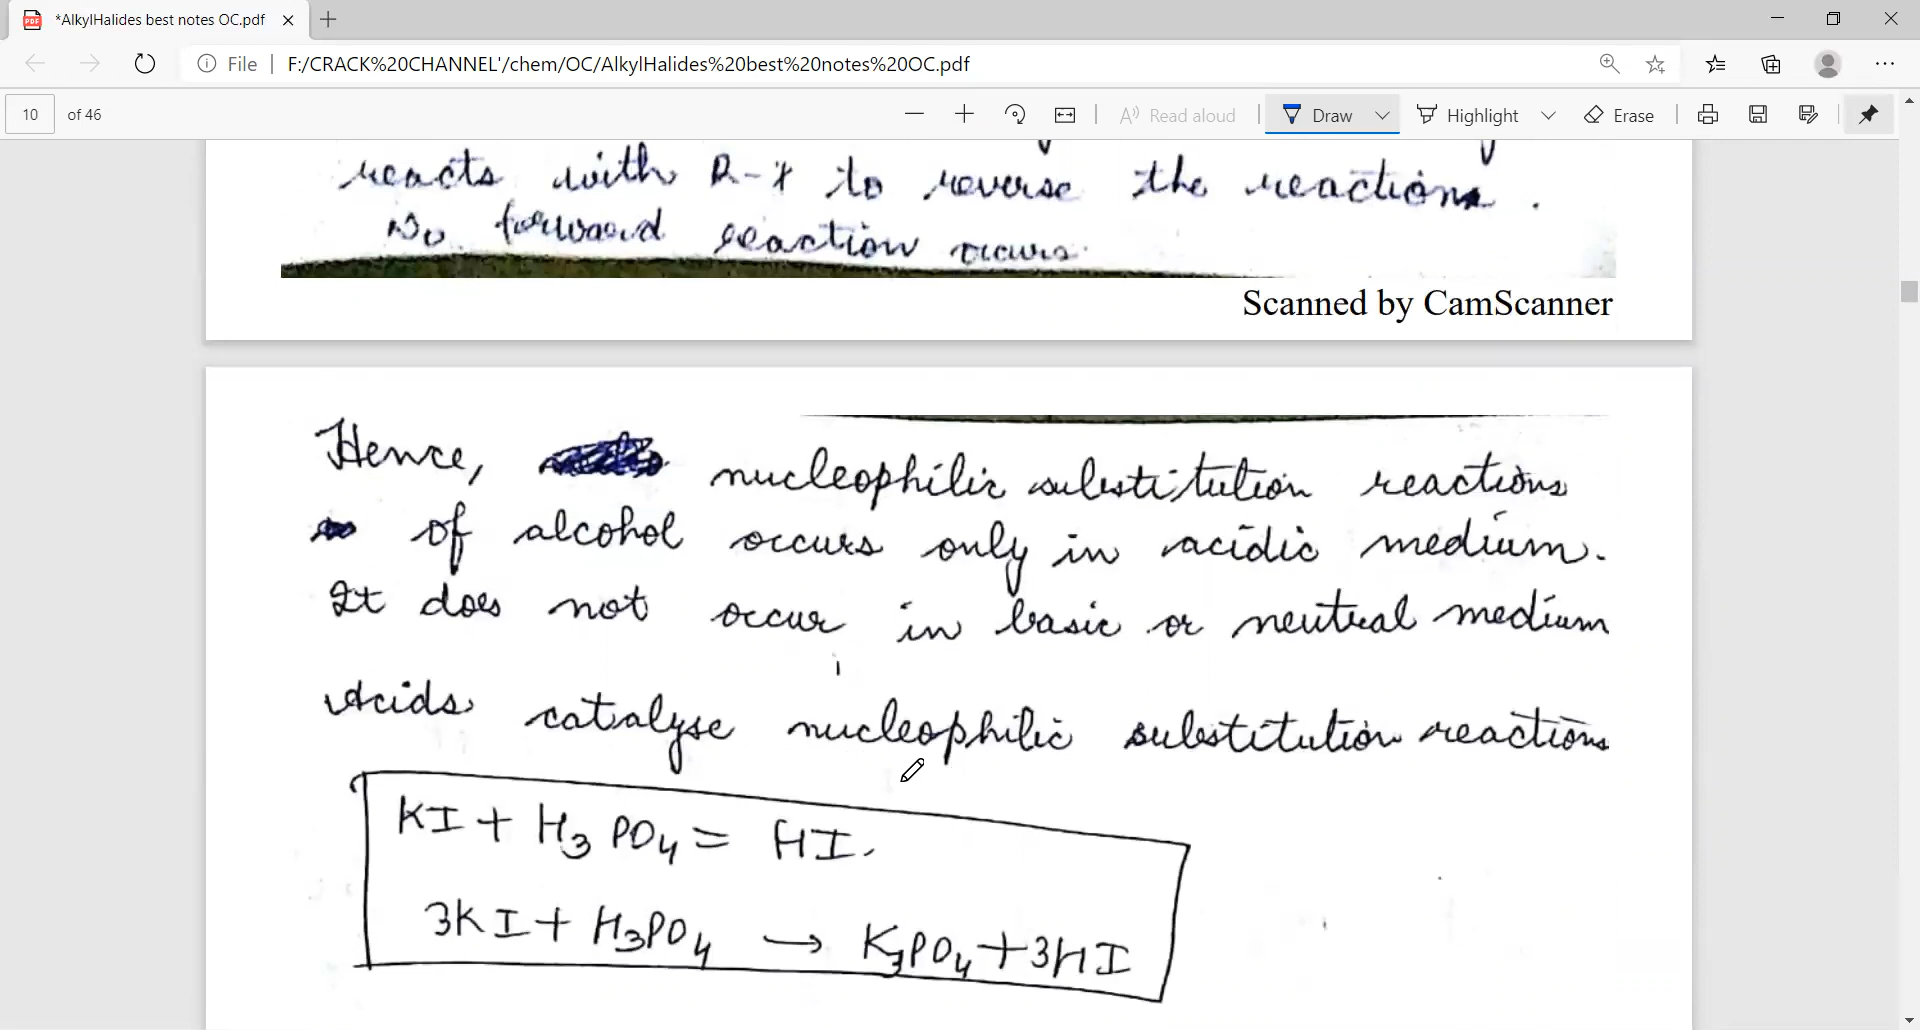 *AlkylHalides best notes OC.pdf
File F:/CRACK%20CHANNEL'/chem/OC/AlkylHalides%20best%20notes%20OC.pdf
10 of 46 Read aloud Draw Highlight Erase
reacts with R-X to reverse the reaction.
No forward reaction occurs.
Scanned by CamScanner
Hence, nucleophilic substitution reactions
of alcohol occurs only in acidic medium.
It does not occur in basic or neutral medium
Acids catalyse nucleophilic substitution reactions
KI + H3 PO4 = HI.
3KI + H3PO4 → K3PO4 + 3HI